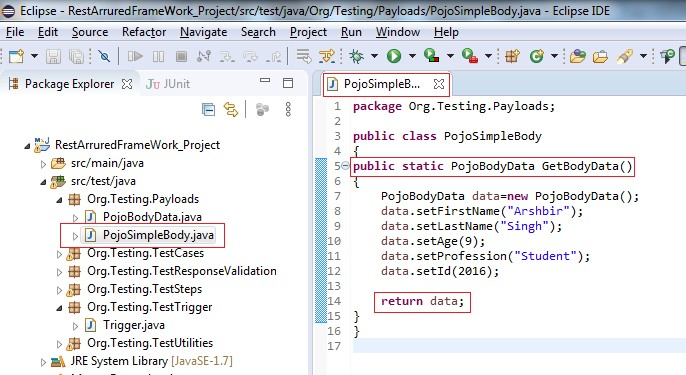 Eclipse - RestArruredFrameWork_Project/src/test/java/Org/Testing/Payloads/PojoSimpleBody.java - Eclipse IDE
File Edit Source Refactor Navigate Search Project Run Window Help
Package Explorer JU JUnit
RestArruredFrameWork_Project
src/main/java
src/test/java
Org.Testing.Payloads
PojoBodyData.java
PojoSimpleBody.java
Org.Testing.TestCases
Org.Testing.TestResponseValidation
Org.Testing.TestSteps
Org.Testing.TestTrigger
Trigger.java
Org.Testing.TestUtilities
JRE System Library [JavaSE-1.7]
PojoSimpleB...
1 package Org.Testing.Payloads;
2
3 public class PojoSimpleBody
4 {
5 public static PojoBodyData GetBodyData()
6 {
7 PojoBodyData data=new PojoBodyData();
8 data.setFirstName("Arshbir");
9 data.setLastName("Singh");
10 data.setAge(9);
11 data.setProfession("Student");
12 data.setId(2016);
13
14 return data;
15 }
16 }
17